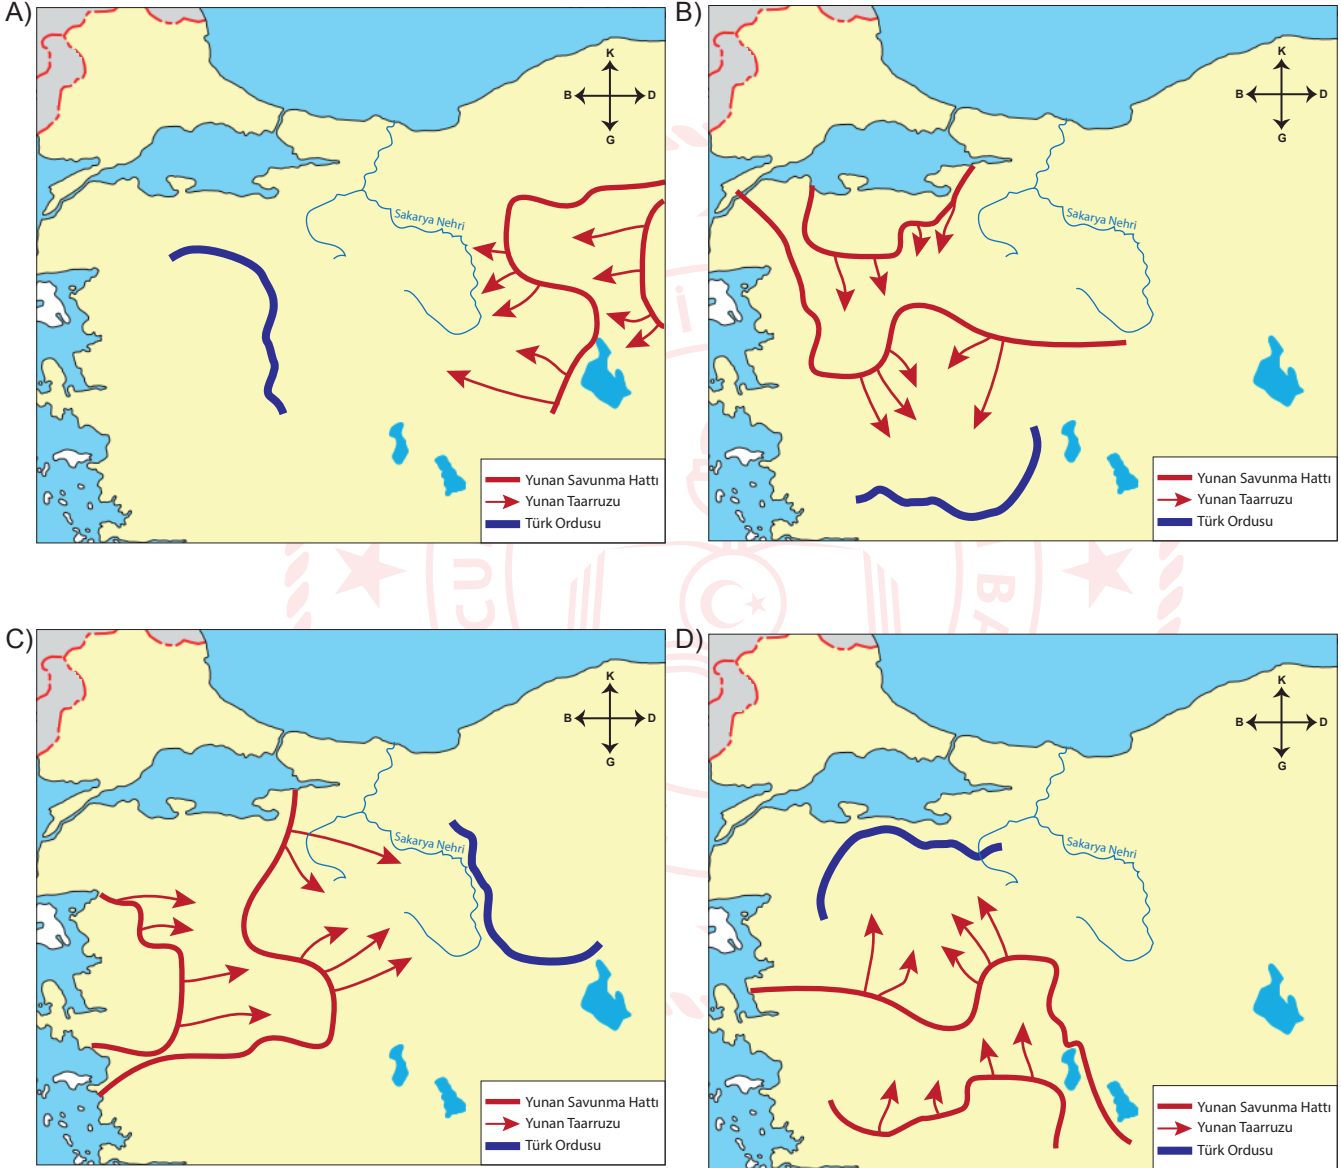 A)
K
B D
G
Sakarya Nehri
Yunan Savunma Hattı
Yunan Taarruzu
Türk Ordusu
B)
K
B D
G
Sakarya Nehri
Yunan Savunma Hattı
Yunan Taarruzu
Türk Ordusu
C)
K
B D
G
Sakarya Nehri
Yunan Savunma Hattı
Yunan Taarruzu
Türk Ordusu
D)
K
B D
G
Sakarya Nehri
Yunan Savunma Hattı
Yunan Taarruzu
Türk Ordusu